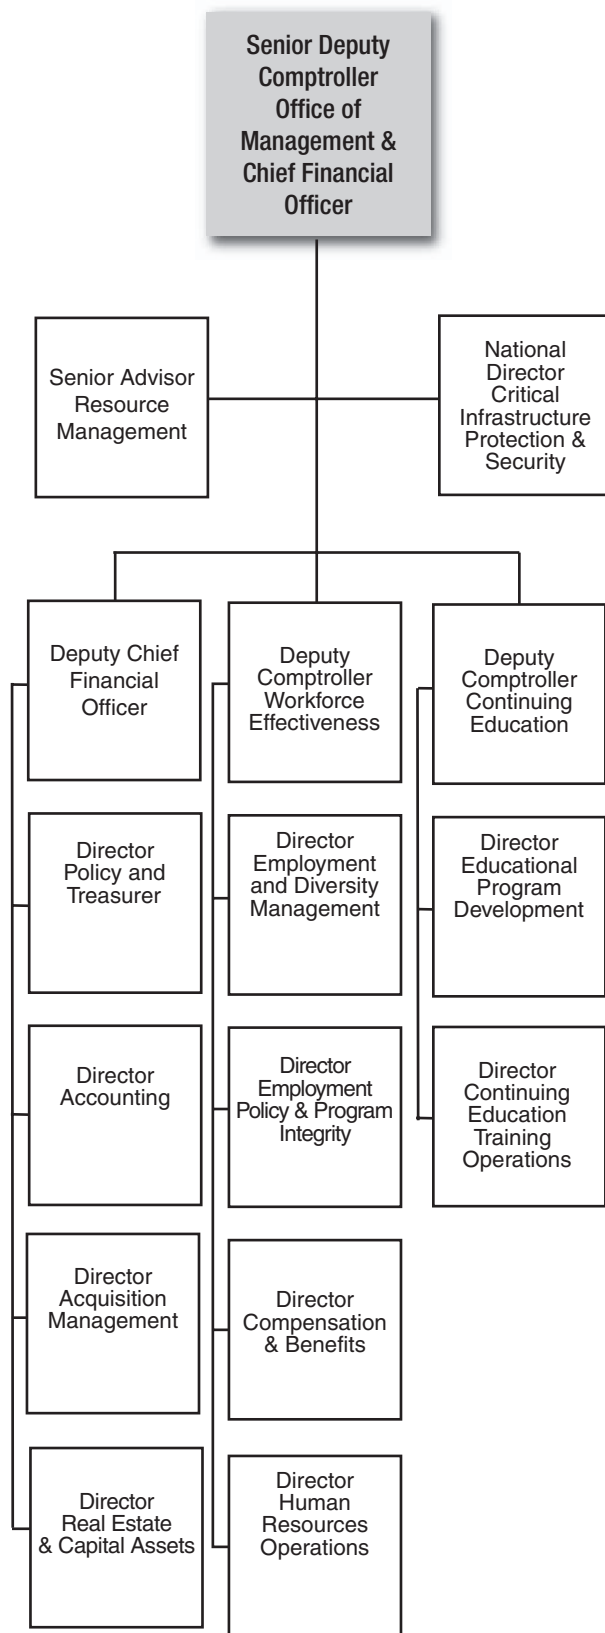 Senior Deputy
Comptroller
Office of
Management &
Chief Financial
Officer
Senior Advisor
Resource
Management
National
Director
Critical
Infrastructure
Protection &
Security
Deputy Chief
Financial
Officer
Deputy
Comptroller
Workforce
Effectiveness
Deputy
Comptroller
Continuing
Education
Director
Policy and
Treasurer
Director
Employment
and Diversity
Management
Director
Educational
Program
Development
Director
Accounting
Director
Employment
Policy & Program
Integrity
Director
Continuing
Education
Training
Operations
Director
Acquisition
Management
Director
Compensation
& Benefits
Director
Real Estate
& Capital Assets
Director
Human
Resources
Operations